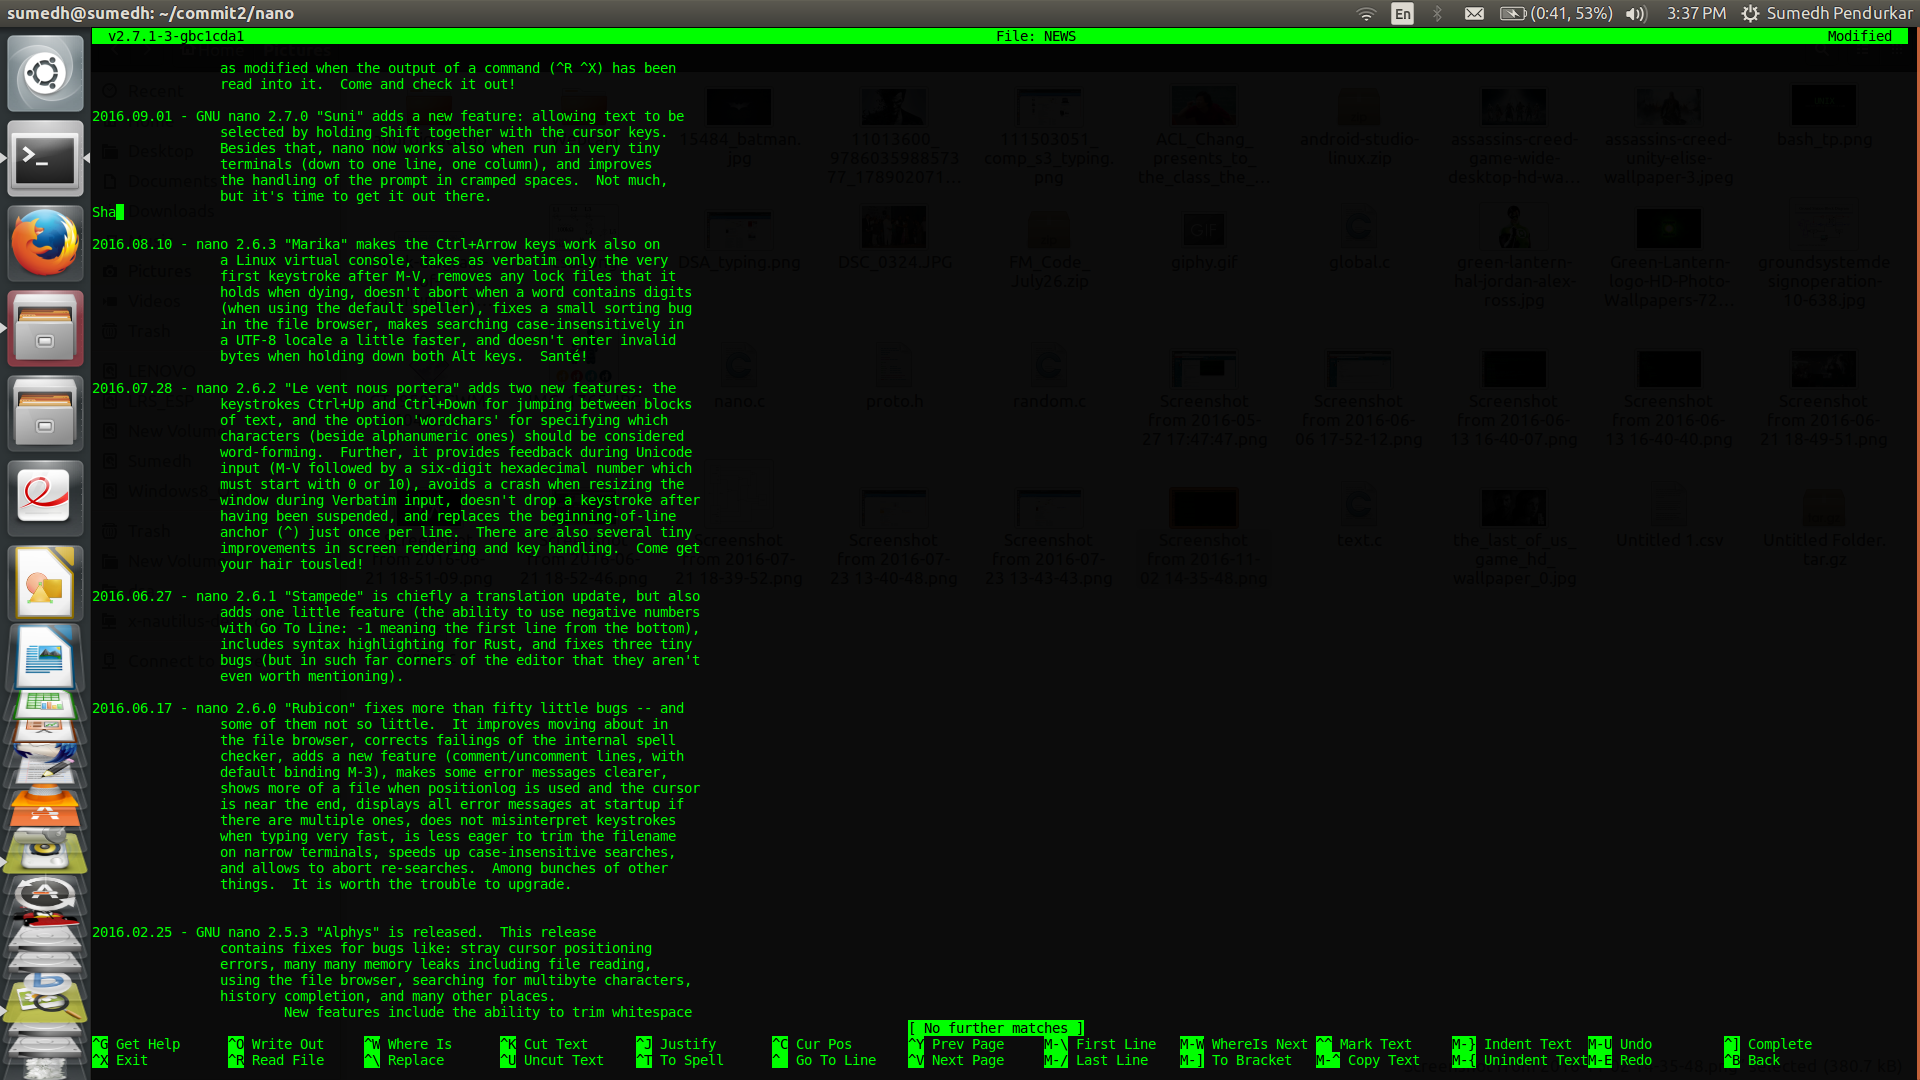 sumedh@sumedh: ~/commit2/nano
En
(0:41, 53%)
3:37 PM
Sumedh Pendurkar
v2.7.1-3-gbc1cda1 File: NEWS Modified
as modified when the output of a command (^R ^X) has been
read into it.  Come and check it out!
2016.09.01 - GNU nano 2.7.0 "Suni" adds a new feature: allowing text to be
selected by holding Shift together with the cursor keys.
Besides that, nano now works also when run in very tiny
terminals (down to one line, one column), and improves
the handling of the prompt in cramped spaces.  Not much,
but it's time to get it out there.
Sha
2016.08.10 - nano 2.6.3 "Marika" makes the Ctrl+Arrow keys work also on
a Linux virtual console, takes as verbatim only the very
first keystroke after M-V, removes any lock files that it
holds when dying, doesn't abort when a word contains digits
(when using the default speller), fixes a small sorting bug
in the file browser, makes searching case-insensitively in
a UTF-8 locale a little faster, and doesn't enter invalid
bytes when holding down both Alt keys.  Santé!
2016.07.28 - nano 2.6.2 "Le vent nous portera" adds two new features: the
keystrokes Ctrl+Up and Ctrl+Down for jumping between blocks
of text, and the option 'wordchars' for specifying which
characters (beside alphanumeric ones) should be considered
word-forming.  Further, it provides feedback during Unicode
input (M-V followed by a six-digit hexadecimal number which
must start with 0 or 10), avoids a crash when resizing the
window during Verbatim input, doesn't drop a keystroke after
having been suspended, and replaces the beginning-of-line
anchor (^) just once per line.  There are also several tiny
improvements in screen rendering and key handling.  Come get
your hair tousled!
2016.06.27 - nano 2.6.1 "Stampede" is chiefly a translation update, but also
adds one little feature (the ability to use negative numbers
with Go To Line: -1 meaning the first line from the bottom),
includes syntax highlighting for Rust, and fixes three tiny
bugs (but in such far corners of the editor that they aren't
even worth mentioning).
2016.06.17 - nano 2.6.0 "Rubicon" fixes more than fifty little bugs -- and
some of them not so little.  It improves moving about in
the file browser, corrects failings of the internal spell
checker, adds a new feature (comment/uncomment lines, with
default binding M-3), makes some error messages clearer,
shows more of a file when positionlog is used and the cursor
is near the end, displays all error messages at startup if
there are multiple ones, does not misinterpret keystrokes
when typing very fast, is less eager to trim the filename
on narrow terminals, speeds up case-insensitive searches,
and allows to abort re-searches.  Among bunches of other
things.  It is worth the trouble to upgrade.
2016.02.25 - GNU nano 2.5.3 "Alphys" is released.  This release
contains fixes for bugs like: stray cursor positioning
errors, many many memory leaks including file reading,
using the file browser, searching for multibyte characters,
history completion, and many other places.
New features include the ability to trim whitespace
[ No further matches ]
^G Get Help ^O Write Out ^W Where Is ^K Cut Text ^J Justify ^C Cur Pos ^Y Prev Page M-\ First Line M-W WhereIs Next ^^ Mark Text M-} Indent Text M-U Undo ^] Complete
^X Exit ^R Read File ^\ Replace ^U Uncut Text ^T To Spell ^_ Go To Line ^V Next Page M-/ Last Line M-] To Bracket M-^ Copy Text M-{ Unindent Text M-E Redo ^B Back